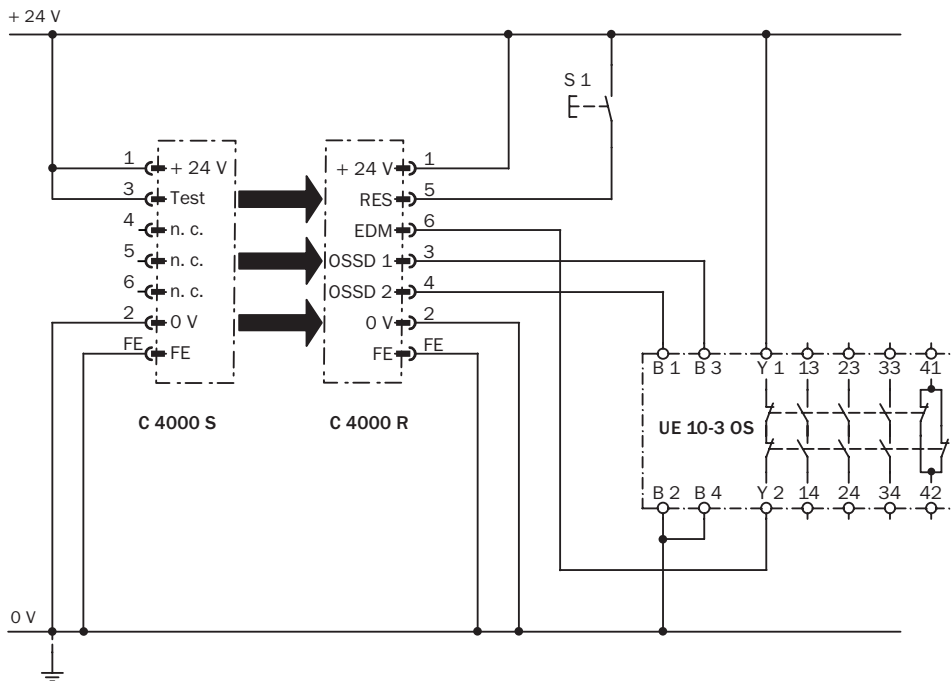 + 24 V
S 1
1 + 24 V
3 Test
4 n. c.
5 n. c.
6 n. c.
2 0 V
FE FE
C 4000 S
+ 24 V 1
RES 5
EDM 6
OSSD 1 3
OSSD 2 4
0 V 2
FE FE
C 4000 R
B 1 B 3 Y 1 13 23 33 41
UE 10-3 OS
B 2 B 4 Y 2 14 24 34 42
0 V